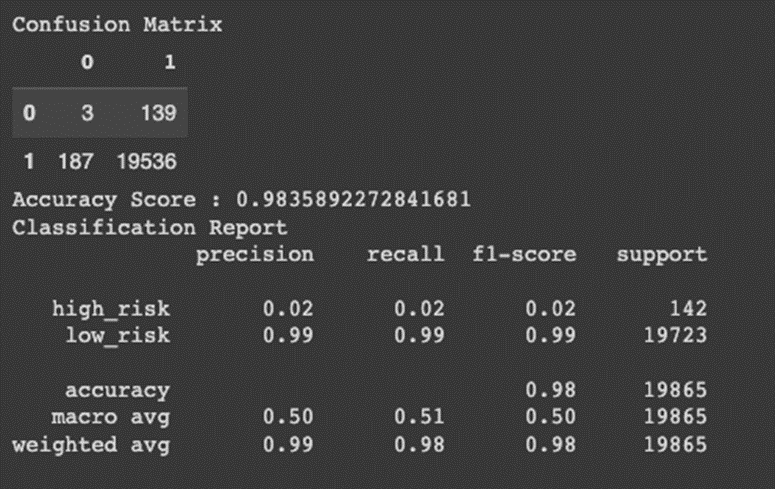 Confusion Matrix
0 1
0 3 139
1 187 19536
Accuracy Score : 0.9835892272841681
Classification Report
precision recall f1-score support
high_risk 0.02 0.02 0.02 142
low_risk 0.99 0.99 0.99 19723
accuracy 0.98 19865
macro avg 0.50 0.51 0.50 19865
weighted avg 0.99 0.98 0.98 19865